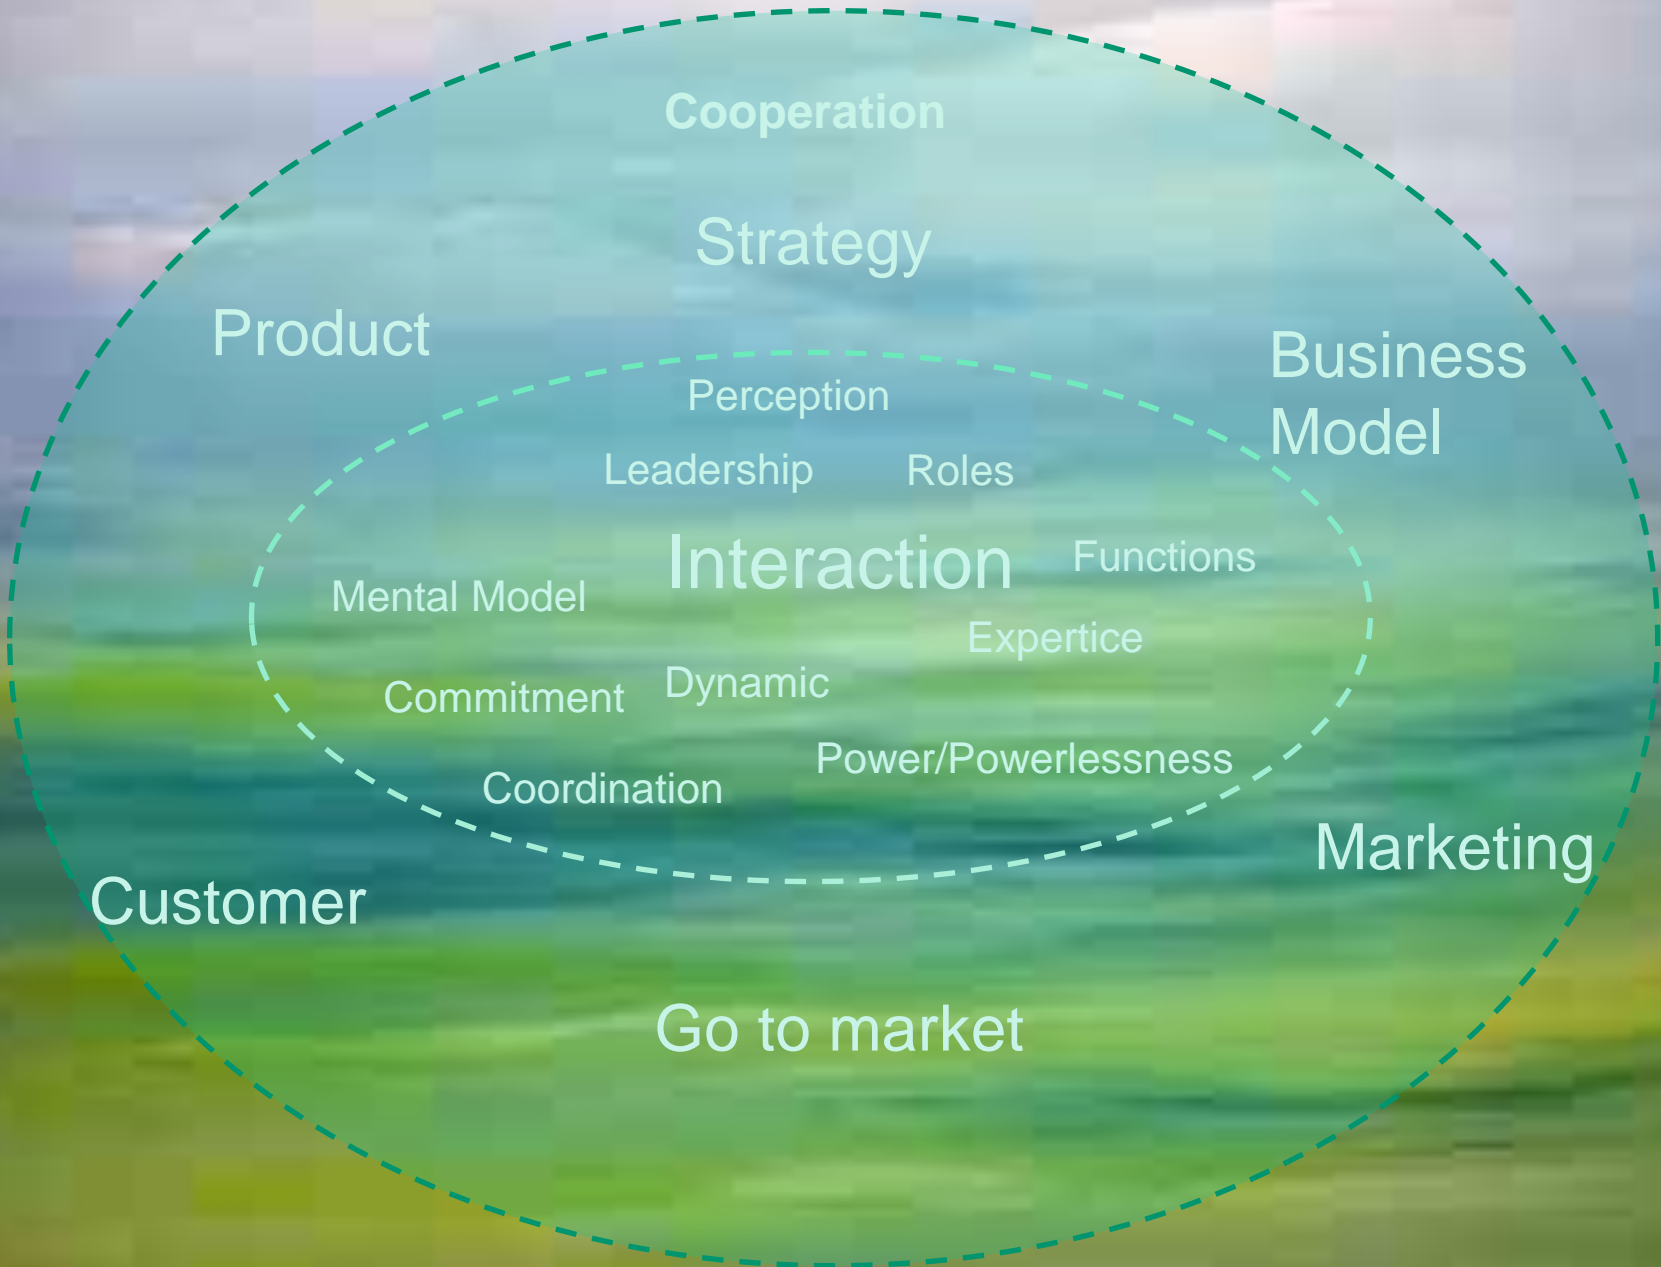 Cooperation
Strategy
Product
Business
Model
Perception
Leadership
Roles
Interaction
Functions
Mental Model
Expertice
Commitment
Dynamic
Power/Powerlessness
Coordination
Marketing
Customer
Go to market